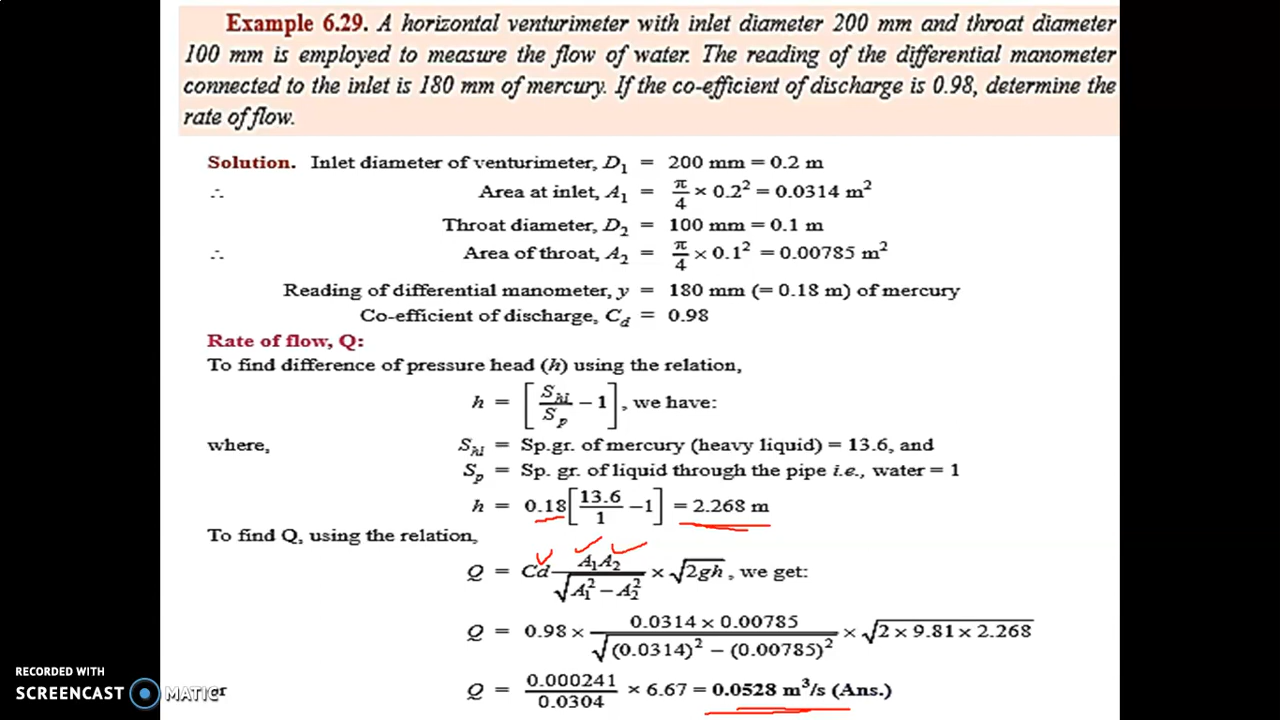 Example 6.29. A horizontal venturimeter with inlet diameter 200 mm and throat diameter
100 mm is employed to measure the flow of water. The reading of the differential manometer
connected to the inlet is 180 mm of mercury. If the co-efficient of discharge is 0.98, determine the
rate of flow.
Solution. Inlet diameter of venturimeter, D₁ = 200 mm = 0.2 m
∴ Area at inlet, A₁ = π/4 × 0.2² = 0.0314 m²
Throat diameter, D₂ = 100 mm = 0.1 m
∴ Area of throat, A₂ = π/4 × 0.1² = 0.00785 m²
Reading of differential manometer, y = 180 mm (= 0.18 m) of mercury
Co-efficient of discharge, C_d = 0.98
Rate of flow, Q:
To find difference of pressure head (h) using the relation,
h = [S_hl/S_p − 1], we have:
where, S_hl = Sp.gr. of mercury (heavy liquid) = 13.6, and
S_p = Sp. gr. of liquid through the pipe i.e., water = 1
h = 0.18[13.6/1 − 1] = 2.268 m
To find Q, using the relation,
Q = Cd A₁A₂/√(A₁² − A₂²) × √(2gh), we get:
Q = 0.98 × (0.0314 × 0.00785)/√((0.0314)² − (0.00785)²) × √(2 × 9.81 × 2.268)
or Q = 0.000241/0.0304 × 6.67 = 0.0528 m³/s (Ans.)
RECORDED WITH
SCREENCAST MATIC